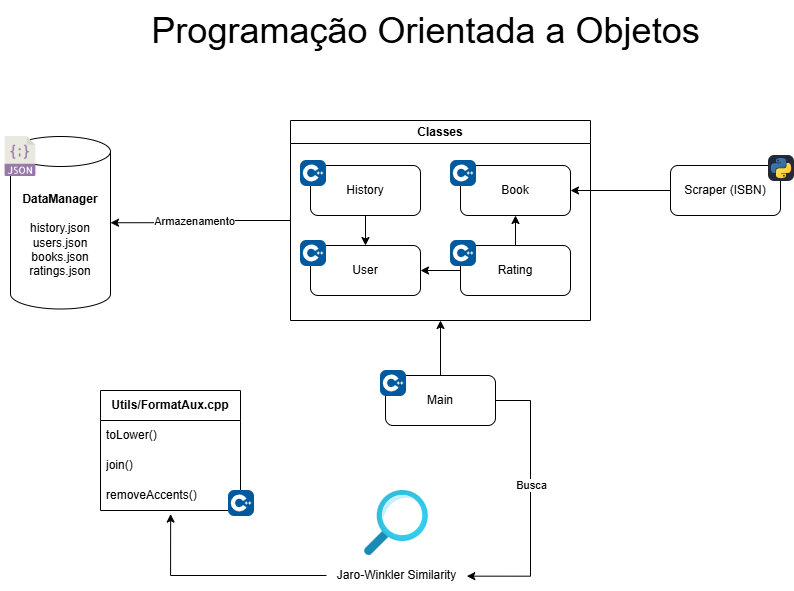 Programação Orientada a Objetos
Classes
{;}
JSON
DataManager
history.json
users.json
books.json
ratings.json
Armazenamento
C++
History
C++
Book
Scraper (ISBN)
C++
User
C++
Rating
C++
Main
Utils/FormatAux.cpp
toLower()
join()
removeAccents()
C++
Busca
Jaro-Winkler Similarity